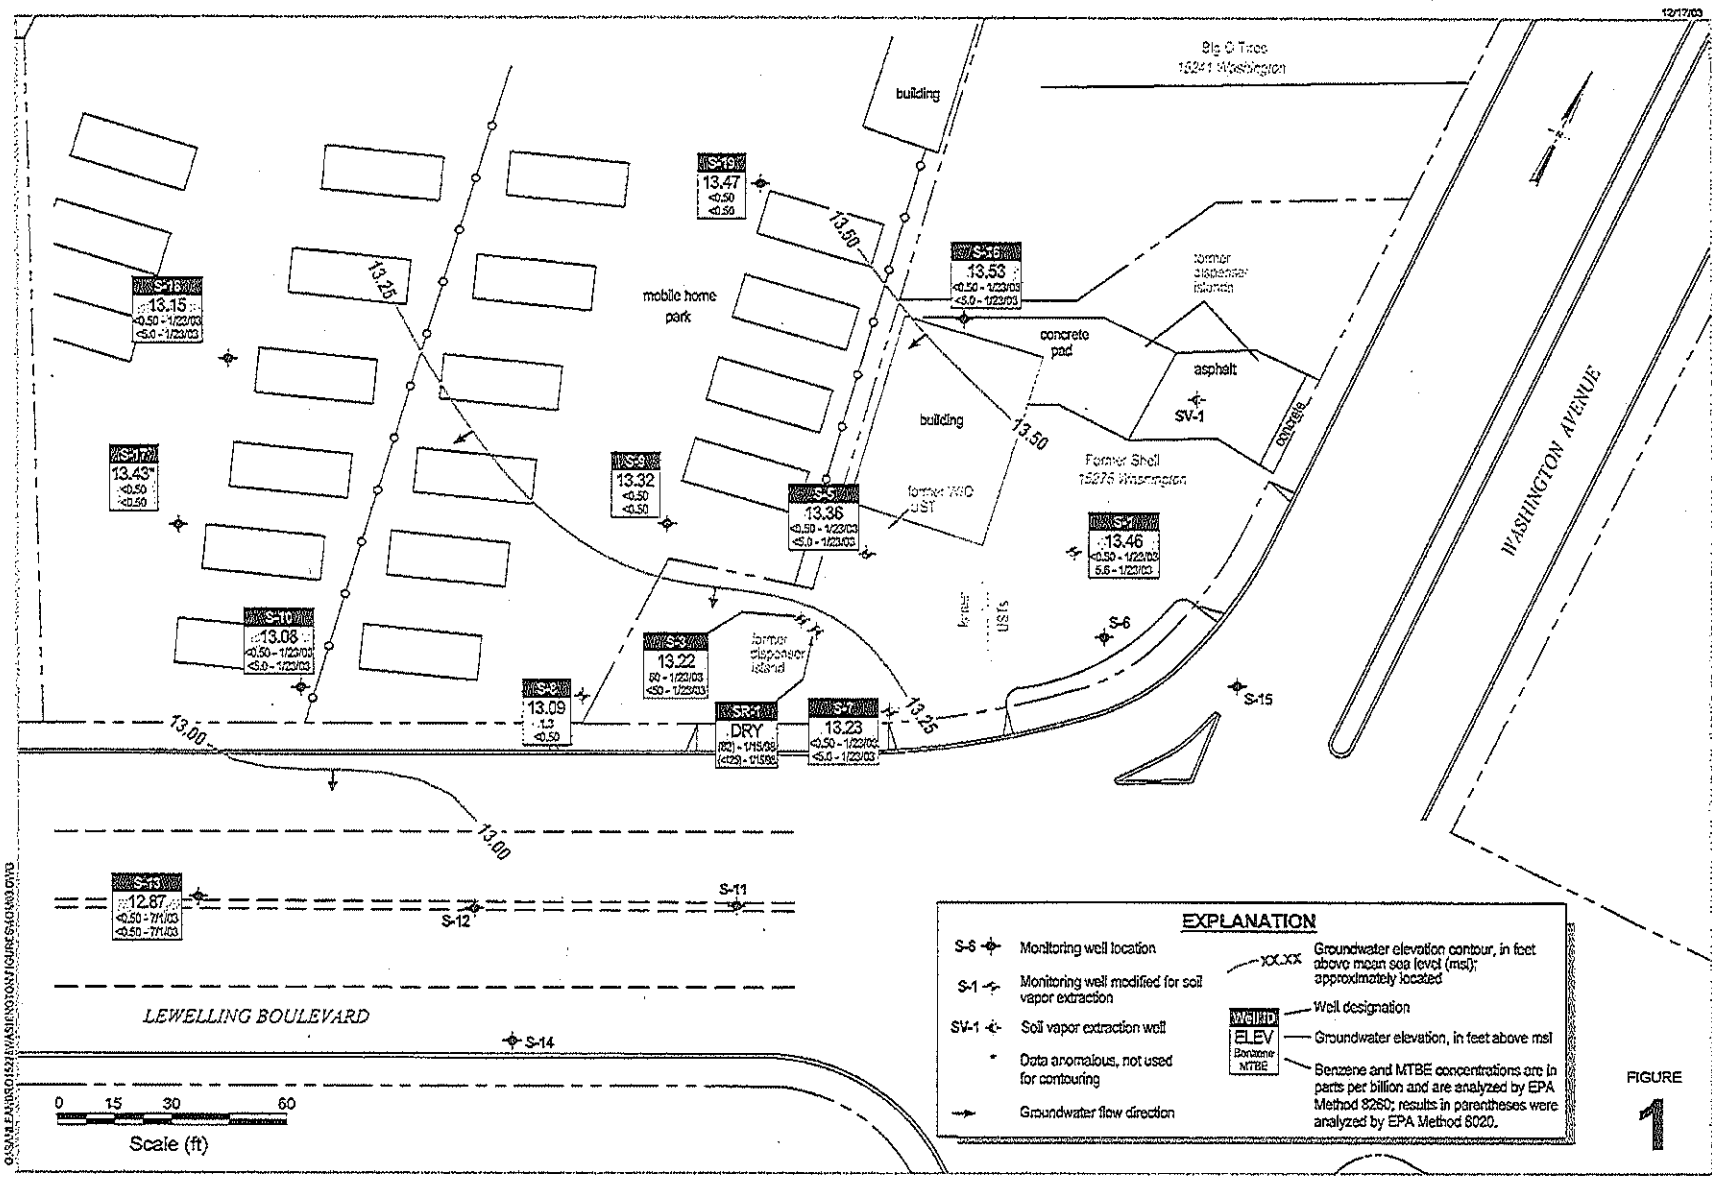 12/17/03
Big O Tires
15241 Washington
building
S-19
13.47
<0.50
<0.50
13.50
S-16
13.53
<0.50 - 1/23/03
<5.0 - 1/23/03
former
dispenser
islands
13.25
mobile home
park
S-18
13.15
<0.50 - 1/23/03
<5.0 - 1/23/03
concrete
pad
asphalt
SV-1
concrete
WASHINGTON AVENUE
building
13.50
S-17
13.43*
<0.50
<0.50
S-9
13.32
<0.50
<0.50
Former Shell
15275 Washington
former W/O
UST
S-5
13.36
<0.50 - 1/23/03
<5.0 - 1/23/03
S-1
13.46
<0.50 - 1/23/03
5.6 - 1/23/03
former
USTs
S-6
S-10
13.08
<0.50 - 1/23/03
<5.0 - 1/23/03
S-3
13.22
80 - 1/23/03
<50 - 1/23/03
former
dispenser
island
S-8
13.09
1.3
<0.50
SR-1
DRY
(82) - 1/15/98
(<125) - 1/15/98
S-7
13.23
<0.50 - 1/23/03
<5.0 - 1/23/03
13.25
S-15
13.00
13.00
S-13
12.87
<0.50 - 7/1/03
<0.50 - 7/1/03
S-12
S-11
LEWELLING BOULEVARD
S-14
0 15 30 60
Scale (ft)
EXPLANATION
S-6 Monitoring well location
S-1 Monitoring well modified for soil
vapor extraction
SV-1 Soil vapor extraction well
* Data anomalous, not used
for contouring
Groundwater flow direction
XX.XX Groundwater elevation contour, in feet
above mean sea level (msl);
approximately located
Well ID
ELEV
Benzene
MTBE
Well designation
Groundwater elevation, in feet above msl
Benzene and MTBE concentrations are in
parts per billion and are analyzed by EPA
Method 8260; results in parentheses were
analyzed by EPA Method 8020.
FIGURE
1